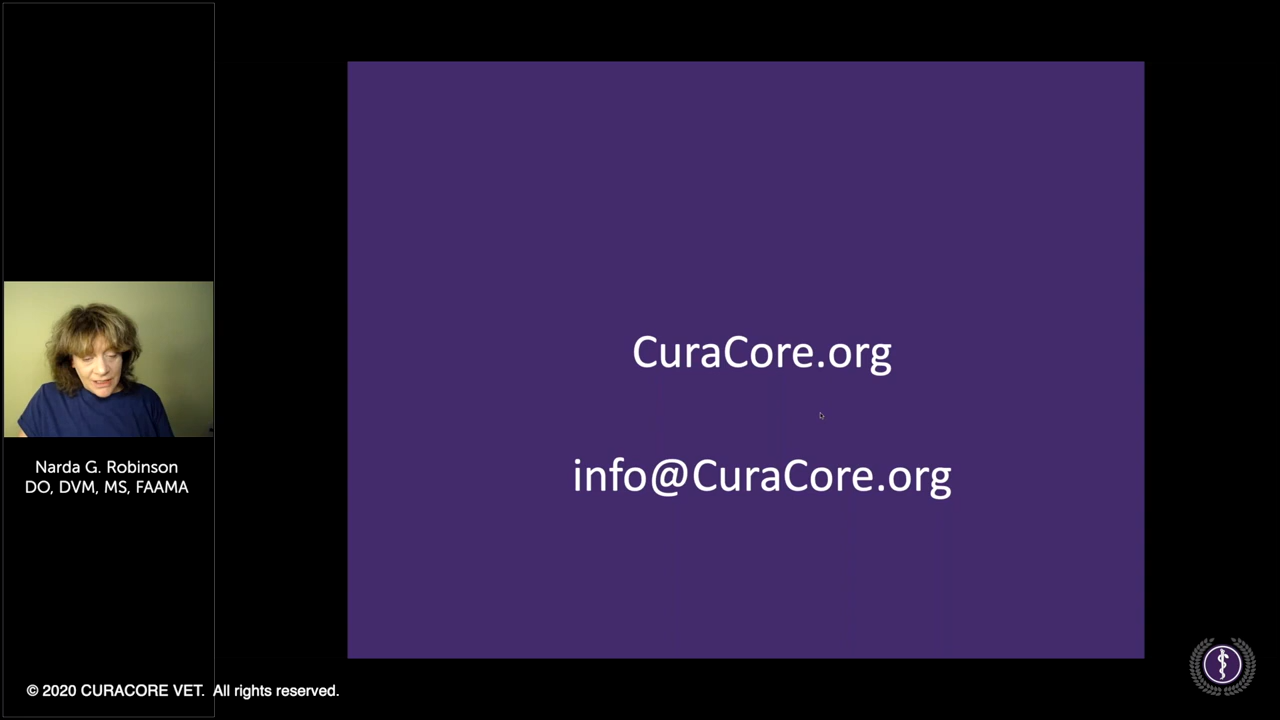 CuraCore.org
info@CuraCore.org
Narda G. Robinson
DO, DVM, MS, FAAMA
© 2020 CURACORE VET. All rights reserved.